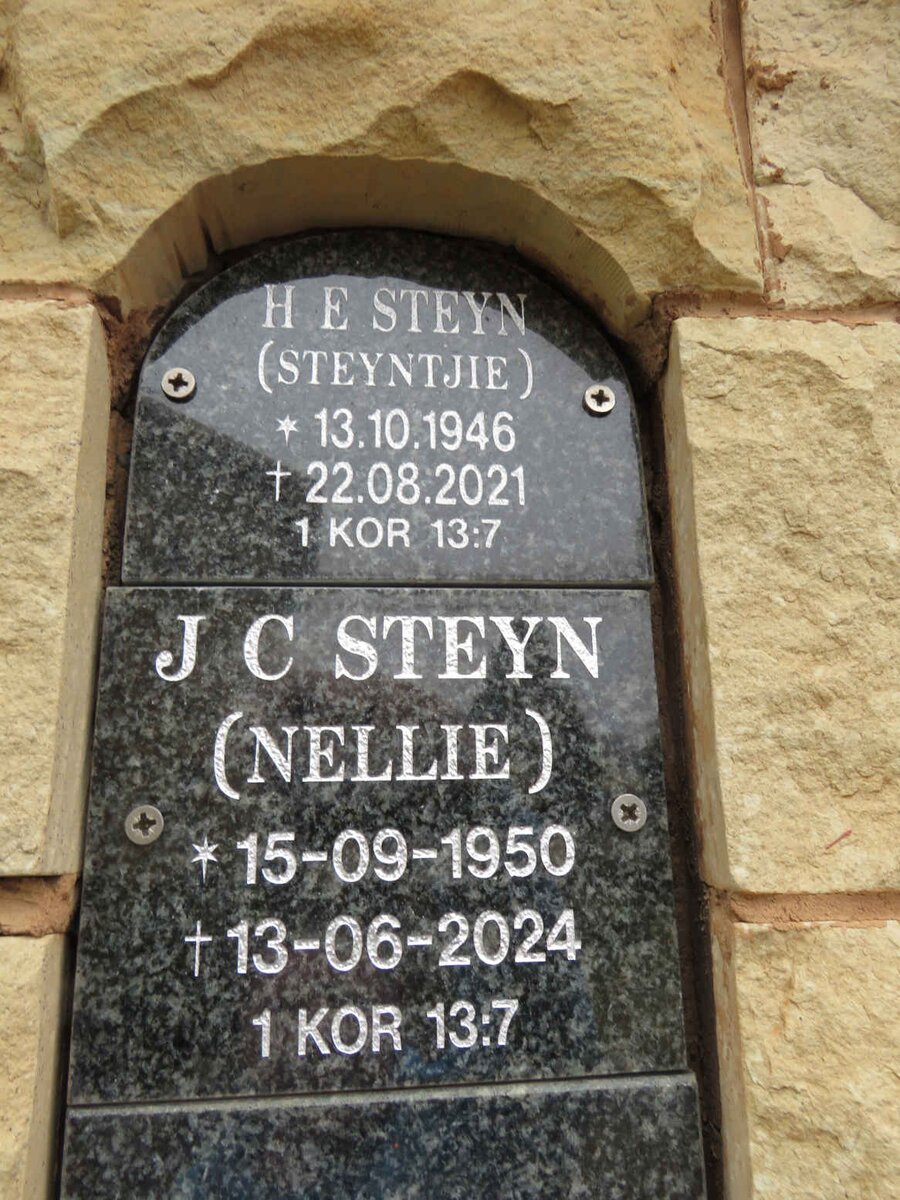 H E STEYN
(STEYNTJIE)
* 13.10.1946
† 22.08.2021
1 KOR 13:7
J C STEYN
(NELLIE)
* 15-09-1950
† 13-06-2024
1 KOR 13:7